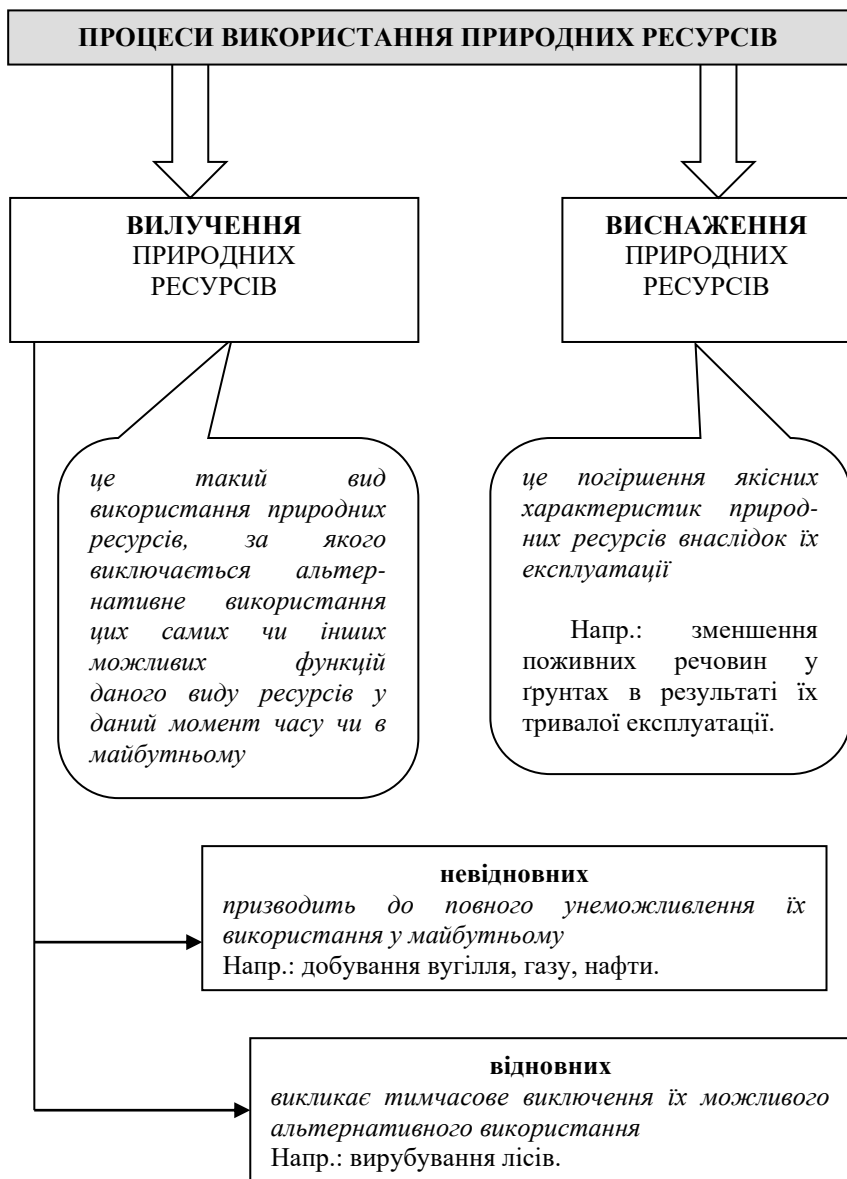 ПРОЦЕСИ ВИКОРИСТАННЯ ПРИРОДНИХ РЕСУРСІВ
ВИЛУЧЕННЯ
ПРИРОДНИХ
РЕСУРСІВ
ВИСНАЖЕННЯ
ПРИРОДНИХ
РЕСУРСІВ
це такий вид
використання природних
ресурсів, за якого
виключається альтер-
нативне використання
цих самих чи інших
можливих функцій
даного виду ресурсів у
даний момент часу чи в
майбутньому
це погіршення якісних
характеристик природ-
них ресурсів внаслідок їх
експлуатації
Напр.: зменшення
поживних речовин у
ґрунтах в результаті їх
тривалої експлуатації.
невідновних
призводить до повного унеможливлення їх
використання у майбутньому
Напр.: добування вугілля, газу, нафти.
відновних
викликає тимчасове виключення їх можливого
альтернативного використання
Напр.: вирубування лісів.